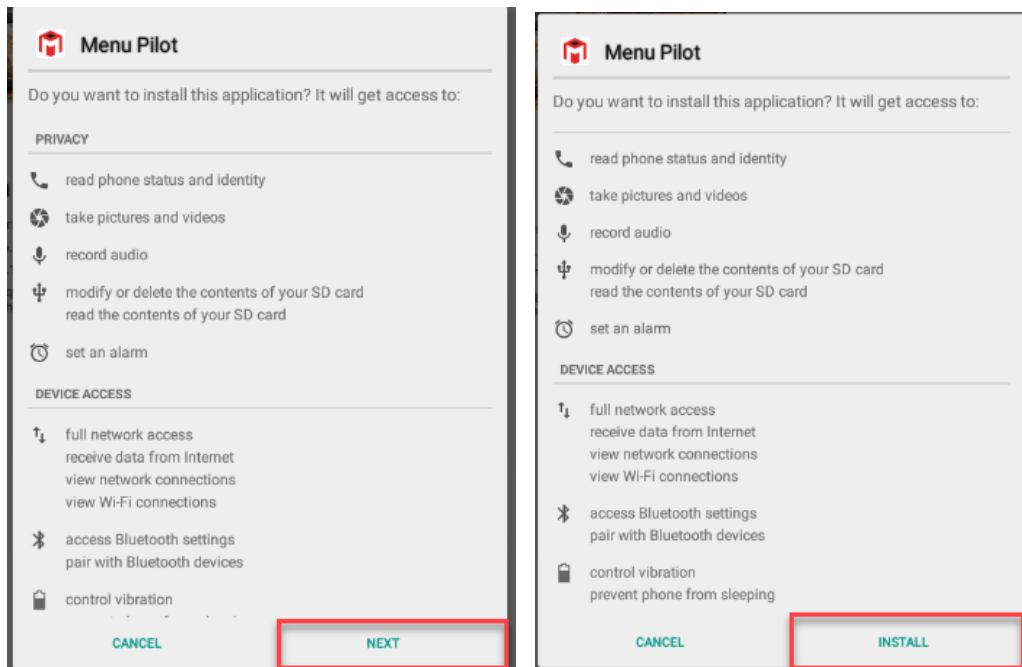 Menu Pilot
Do you want to install this application? It will get access to:
PRIVACY
read phone status and identity
take pictures and videos
record audio
modify or delete the contents of your SD card
read the contents of your SD card
set an alarm
DEVICE ACCESS
full network access
receive data from Internet
view network connections
view Wi-Fi connections
access Bluetooth settings
pair with Bluetooth devices
control vibration
CANCEL
NEXT
Menu Pilot
Do you want to install this application? It will get access to:
read phone status and identity
take pictures and videos
record audio
modify or delete the contents of your SD card
read the contents of your SD card
set an alarm
DEVICE ACCESS
full network access
receive data from Internet
view network connections
view Wi-Fi connections
access Bluetooth settings
pair with Bluetooth devices
control vibration
prevent phone from sleeping
CANCEL
INSTALL